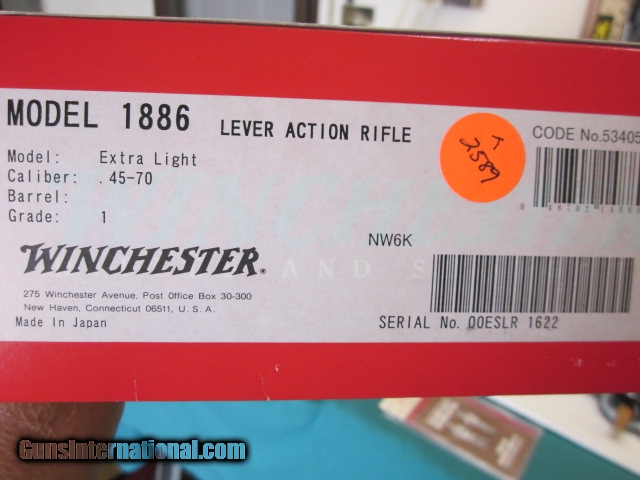 MODEL 1886 LEVER ACTION RIFLE
Model: Extra Light
Caliber: .45-70
Barrel:
Grade: 1
WINCHESTER®
275 Winchester Avenue, Post Office Box 30-300
New Haven, Connecticut 06511, U.S.A.
Made In Japan
T
2589
CODE No. 53405
NW6K
SERIAL No. 00ESLR 1622
GunsInternational.com